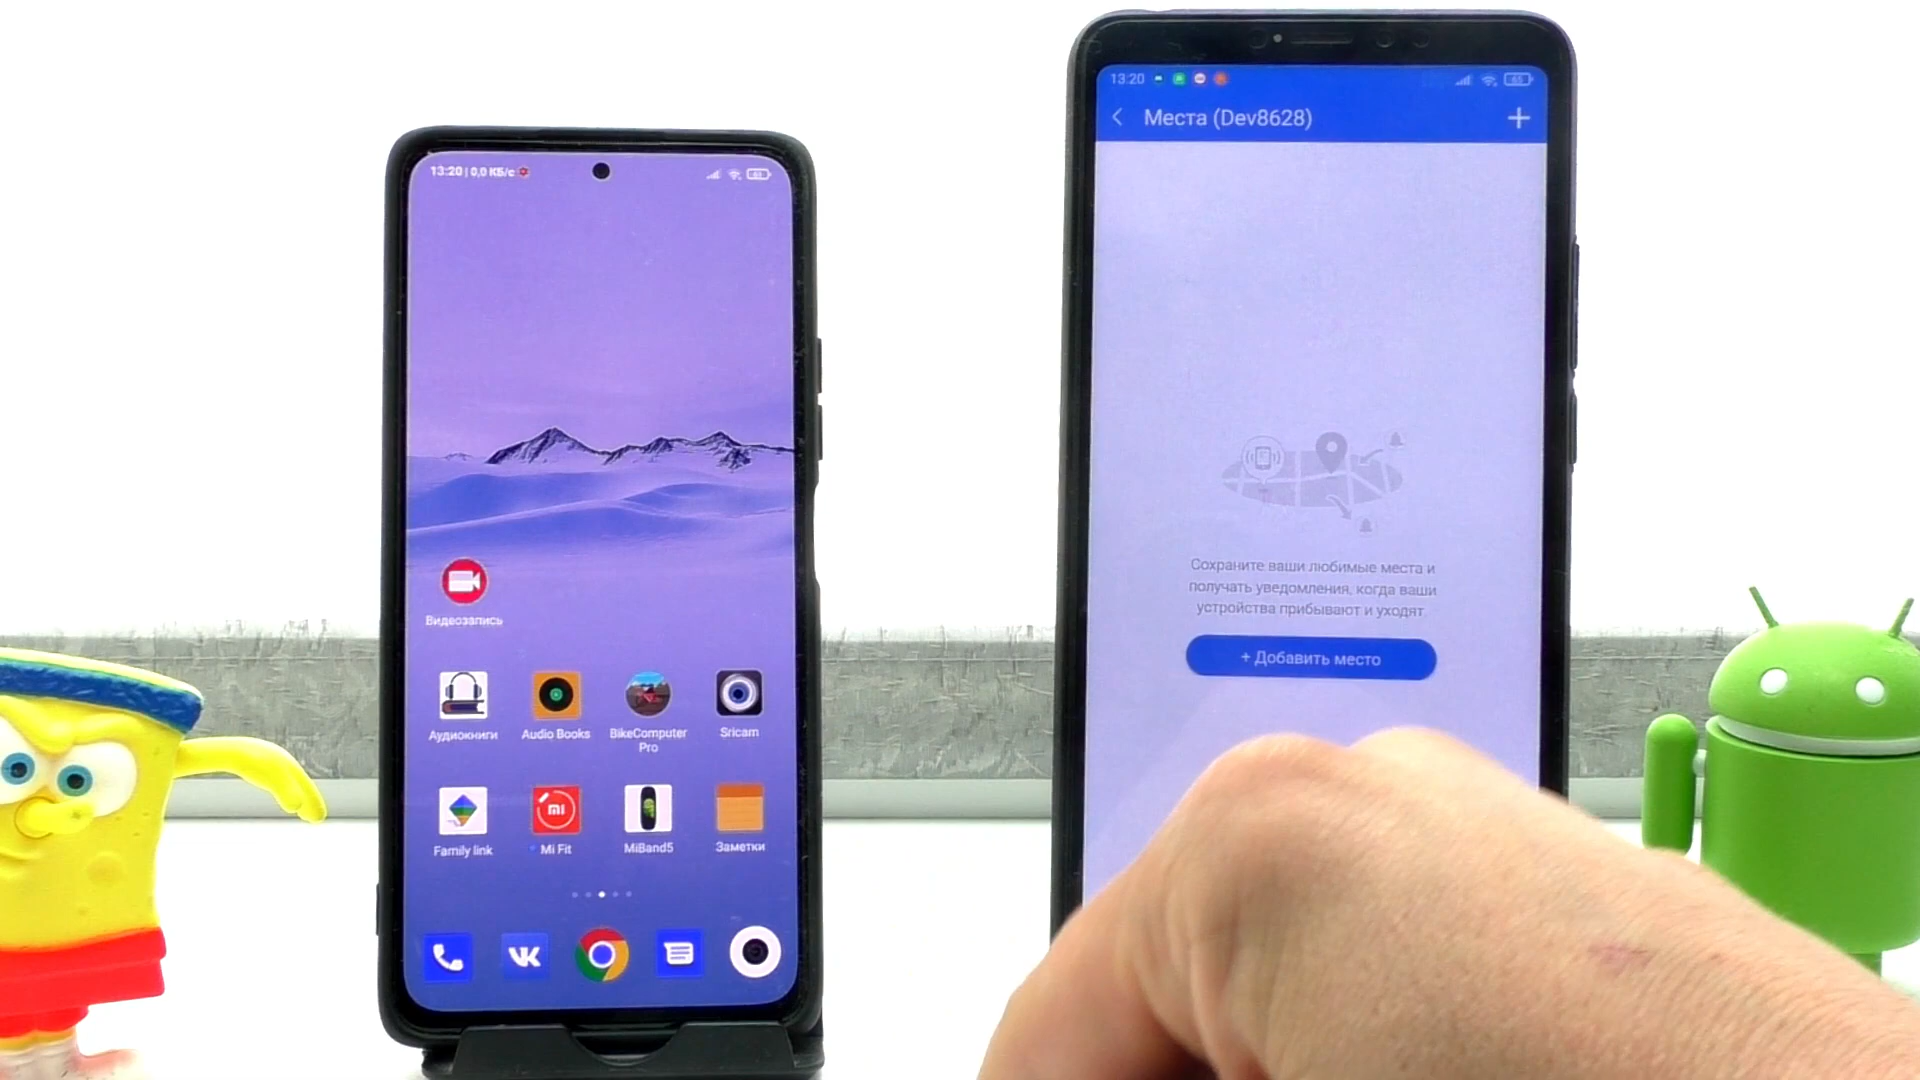 13:20 | 0,0 КБ/с
Видеозапись
Аудиокниги
Audio Books
BikeComputer
Pro
Sricam
Family link
Mi Fit
MiBand5
Заметки
13:20
65
Места (Dev8628)
Сохраните ваши любимые места и
получать уведомления, когда ваши
устройства прибывают и уходят.
+ Добавить место